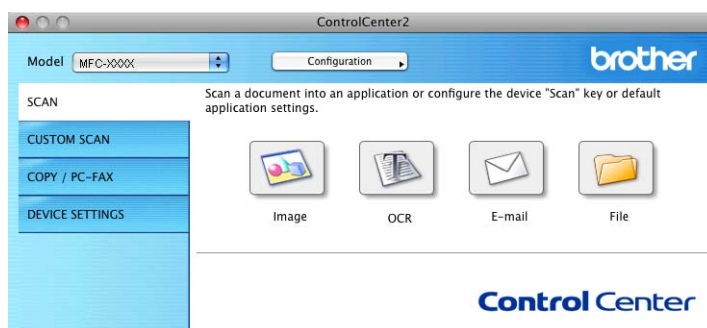 ControlCenter2
Model MFC-XXXX Configuration brother
SCAN
Scan a document into an application or configure the device "Scan" key or default
application settings.
CUSTOM SCAN
COPY / PC-FAX
DEVICE SETTINGS
Image OCR E-mail File
Control Center